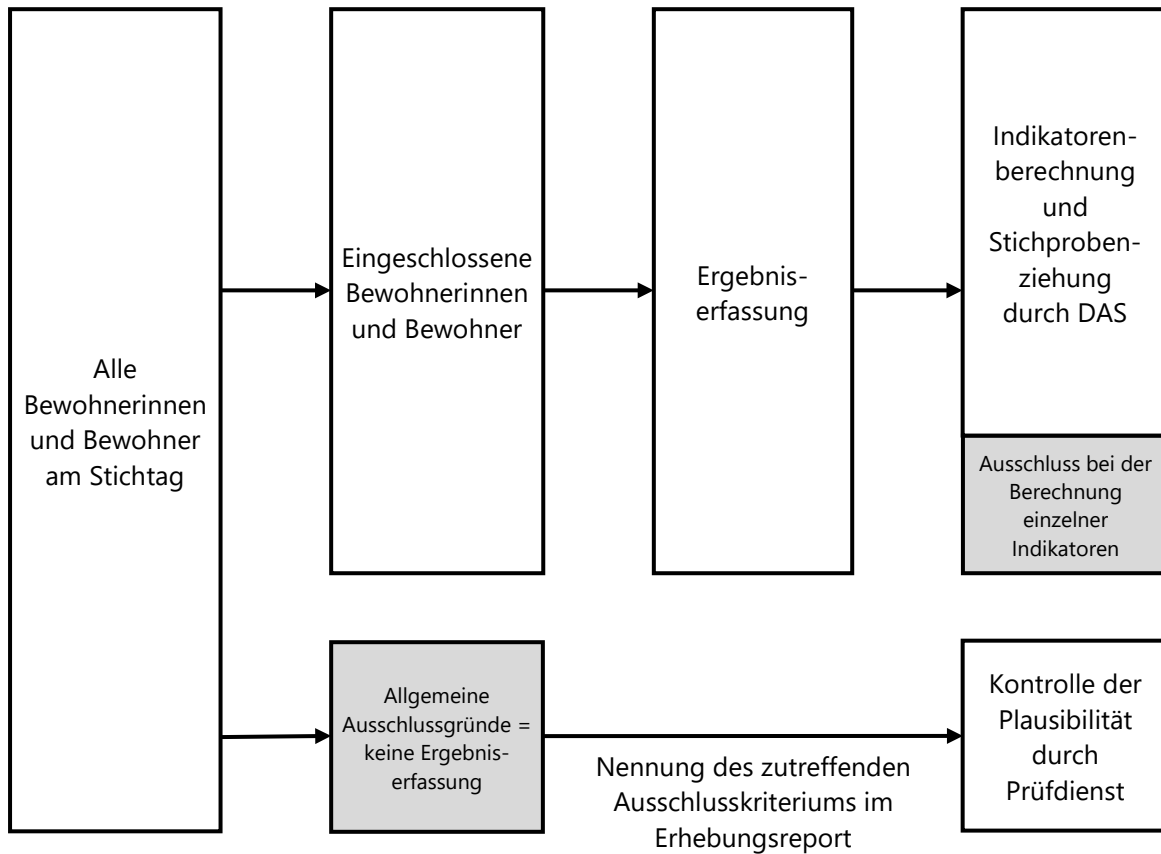 Alle
Bewohnerinnen
und Bewohner
am Stichtag
Eingeschlossene
Bewohnerinnen
und Bewohner
Ergebnis-
erfassung
Indikatoren-
berechnung
und
Stichproben-
ziehung
durch DAS
Ausschluss bei der
Berechnung
einzelner
Indikatoren
Allgemeine
Ausschlussgründe =
keine Ergebnis-
erfassung
Nennung des zutreffenden
Ausschlusskriteriums im
Erhebungsreport
Kontrolle der
Plausibilität
durch
Prüfdienst